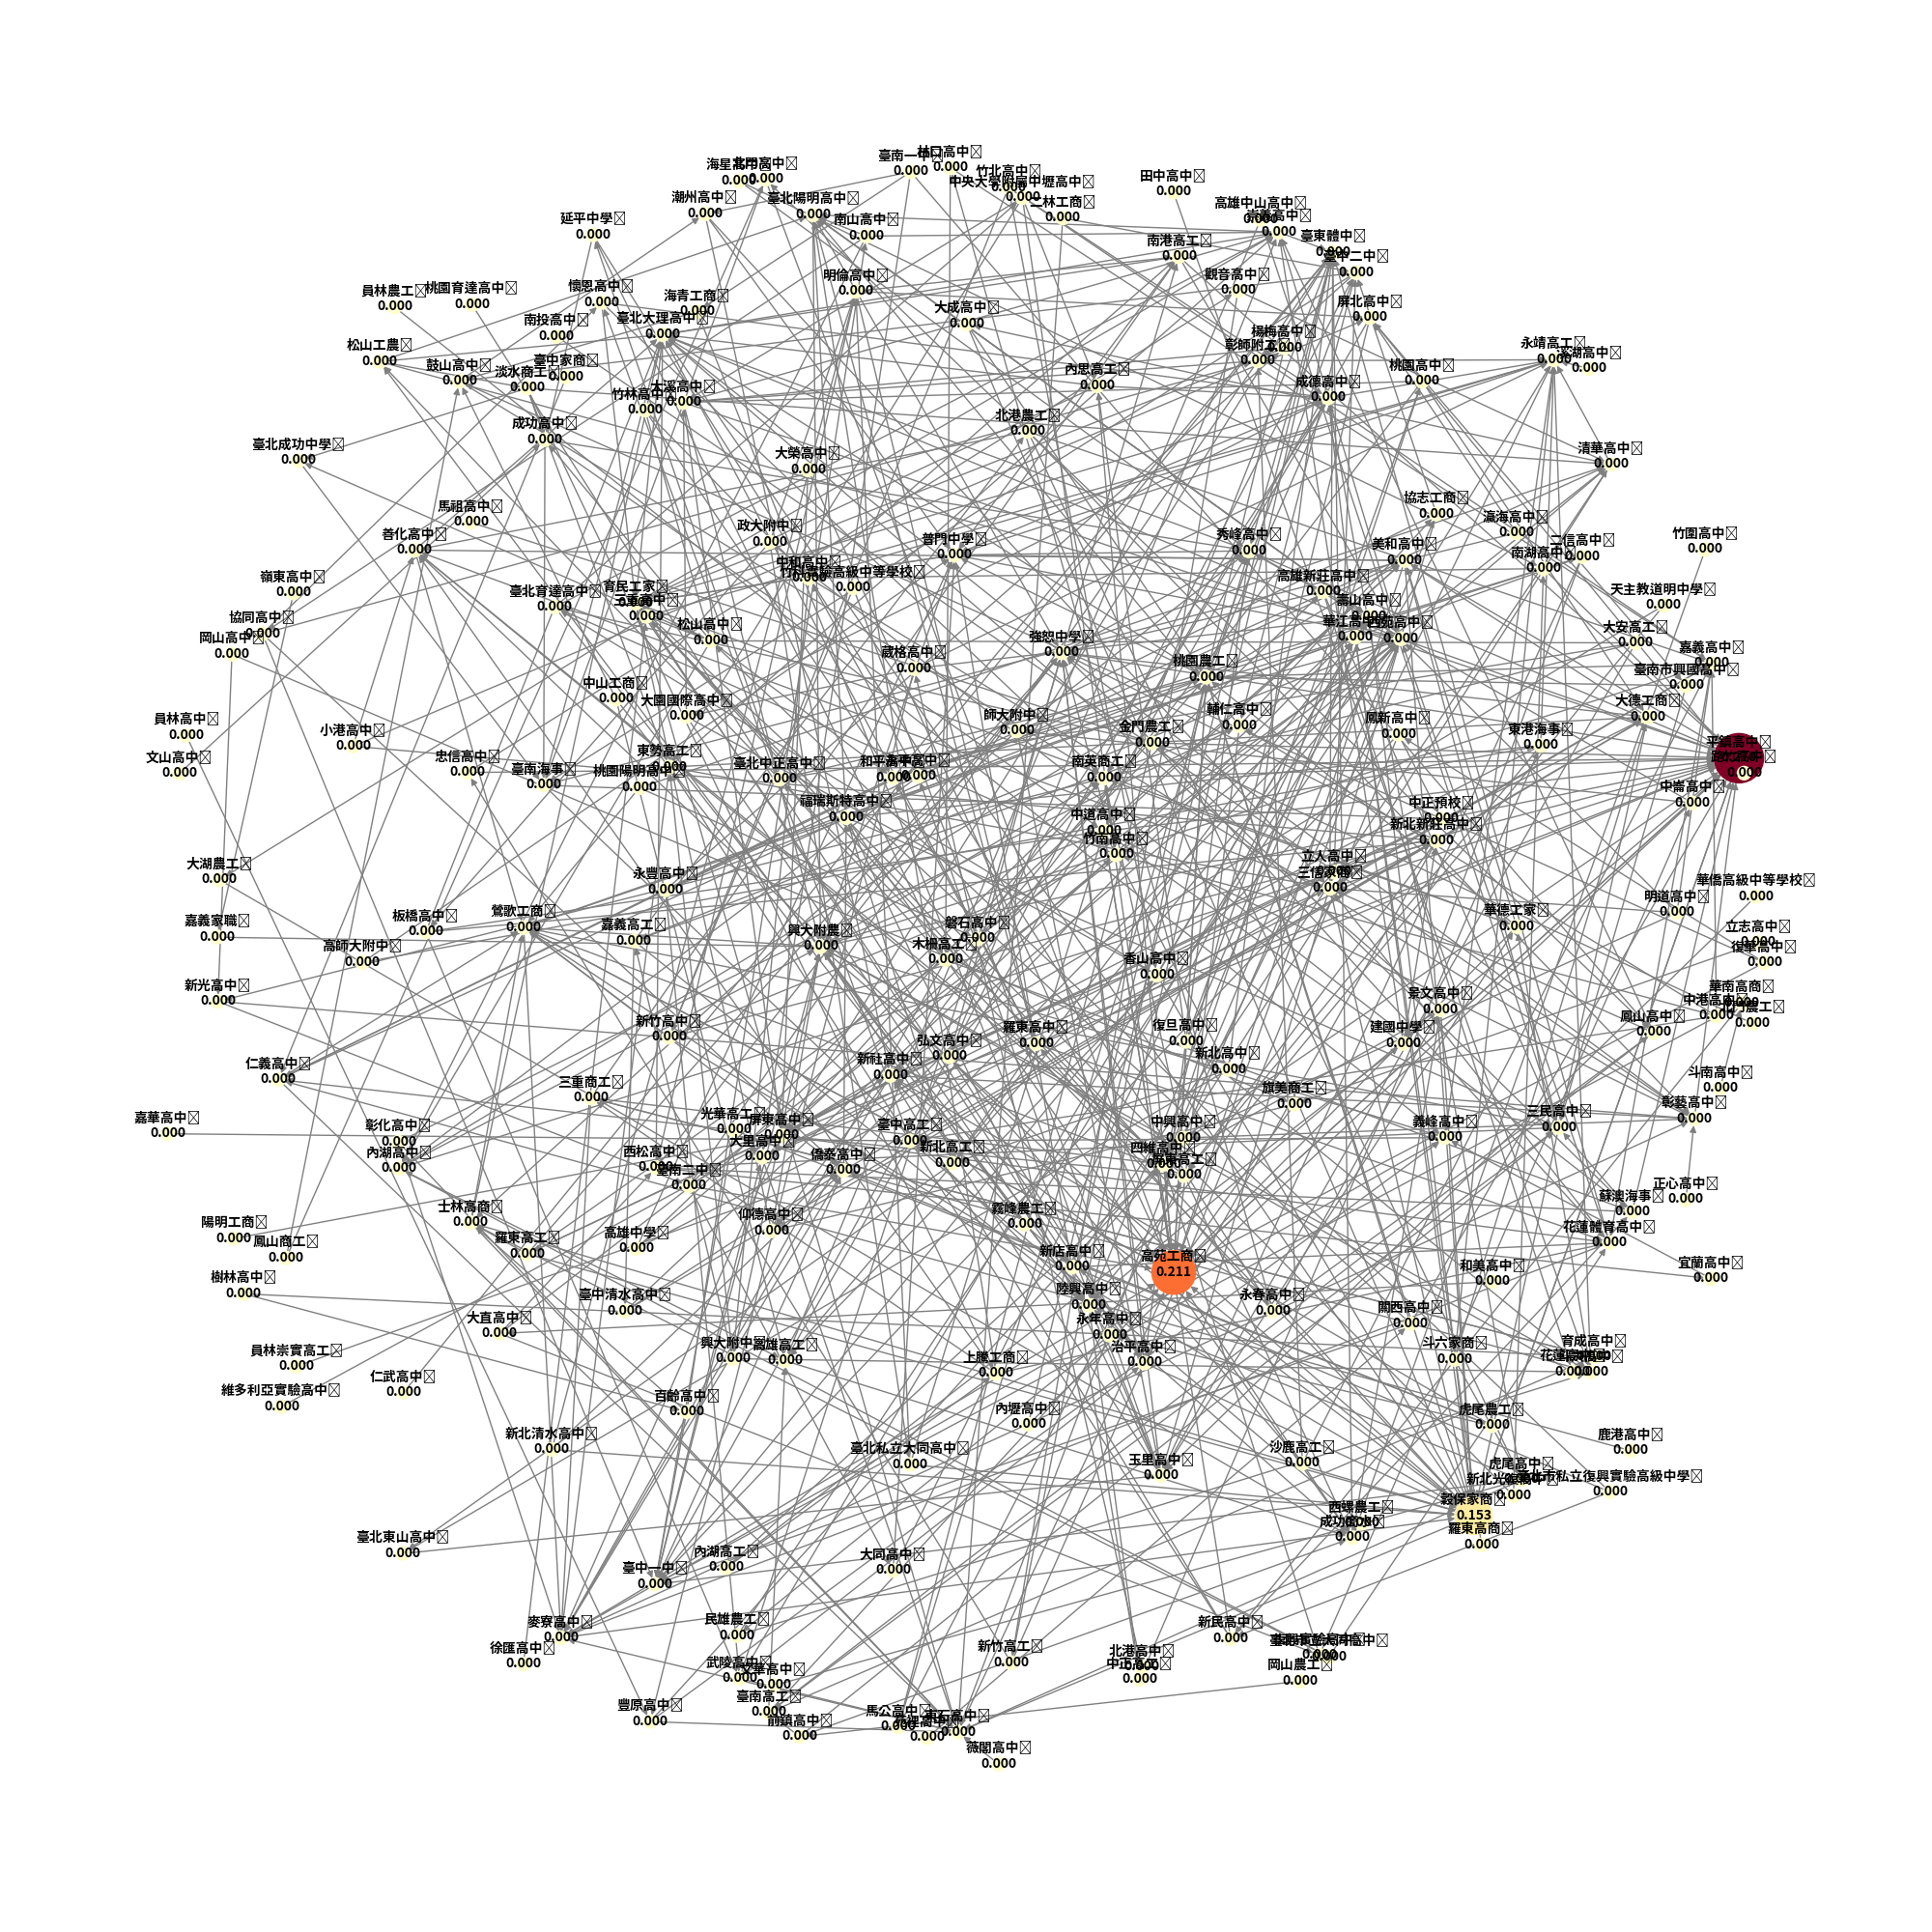 海星高中
0.000
北門高中
0.000
臺南一中
0.000
林口高中
0.000
竹北高中
0.000
中央大學附屬中壢高中
0.000
二林工商
0.000
田中高中
0.000
潮州高中
0.000
臺北陽明高中
0.000
南山高中
0.000
高雄中山高中
0.000
0.000
延平中學
0.000
臺東體中
0.000
臺中二中
0.000
南港高工
0.000
觀音高中
0.000
明倫高中
0.000
員林農工
0.000
桃園育達高中
0.000
懷恩高中
0.000
海青工商
0.000
大成高中
0.000
屏北高中
0.000
南投高中
0.000
臺北大理高中
0.000
楊梅高中
0.000
彰師附工
0.000
永靖高工
0.000
溪湖高中
0.000
松山工農
0.000
鼓山高中
0.000
淡水商工
0.000
臺中家商
0.000
竹林高中
0.000
大溪高中
0.000
內思高工
0.000
成德高中
0.000
桃園高中
0.000
成功高中
0.000
北港農工
0.000
臺北成功中學
0.000
大榮高中
0.000
清華高中
0.000
馬祖高中
0.000
善化高中
0.000
政大附中
0.000
普門中學
0.000
秀峰高中
0.000
協志工商
0.000
瀛海高中
0.000
美和高中
0.000
南湖高中
0.000
二信高中
0.000
竹圍高中
0.000
中和高中
0.000
竹科實驗高級中等學校
0.000
嶺東高中
0.000
臺北育達高中
0.000
育民工家
三重高中
0.000
高雄新莊高中
0.000
壽山高中
0.000
天主教道明中學
0.000
協同高中
0.000
岡山高中
0.000
松山高中
0.000
強恕中學
0.000
華江高中
0.000
西苑高中
0.000
大安高工
0.000
葳格高中
0.000
桃園農工
0.000
嘉義高中
0.000
臺南市興國高中
0.000
中山工商
0.000
大園國際高中
0.000
師大附中
0.000
金門農工
0.000
輔仁高中
0.000
鳳新高中
0.000
東港海事
0.000
大德工商
0.000
員林高中
0.000
小港高中
0.000
文山高中
0.000
忠信高中
0.000
臺南海事
0.000
東勢高工
0.000
桃園陽明高中
0.000
臺北中正高中
0.000
和平高中
0.000
0.000
南英商工
0.000
平鎮高中
路竹高中
0.000
中崙高中
0.000
福瑞斯特高中
0.000
中道高中
0.000
竹南高中
0.000
中正預校
0.000
新北新莊高中
0.000
大湖農工
0.000
永豐高中
0.000
立人高中
0.000
三信家商
0.000
華僑高級中等學校
0.000
明道高中
0.000
嘉義家職
0.000
板橋高中
0.000
鶯歌工商
0.000
嘉義高工
0.000
興大附農
0.000
磐石高中
0.000
木柵高工
0.000
華德工家
0.000
立志高中
0.000
復華高中
0.000
高師大附中
0.000
香山高中
0.000
新光高中
0.000
景文高中
0.000
華南高商
0.000
中港高中
0.000
0.000
新竹高中
0.000
羅東高中
0.000
復旦高中
0.000
建國中學
0.000
鳳山高中
0.000
弘文高中
0.000
新社高中
0.000
新北高中
0.000
仁義高中
0.000
三重商工
0.000
旗美商工
0.000
斗南高中
0.000
嘉華高中
0.000
彰化高中
0.000
光華高工
0.000
屏東高中
0.000
臺中高工
0.000
中興高中
0.000
義峰高中
0.000
三民高中
0.000
彰藝高中
0.000
內湖高中
0.000
西松高中
0.000
大里高中
0.000
臺南二中
0.000
僑泰高中
0.000
新北高工
0.000
四維高中
0.000
屏東高工
0.000
正心高中
0.000
蘇澳海事
0.000
士林高商
0.000
陽明工商
0.000
鳳山商工
0.000
羅東高工
0.000
高雄中學
0.000
仰德高中
0.000
霧峰農工
0.000
花蓮體育高中
0.000
新店高中
0.000
高苑工商
0.211
和美高中
0.000
宜蘭高中
0.000
樹林高中
0.000
臺中清水高中
0.000
陸興高中
0.000
永春高中
0.000
關西高中
0.000
大直高中
0.000
永年高中
0.000
治平高中
0.000
員林崇實高工
0.000
興大附中
0.000
高雄高工
0.000
上騰工商
0.000
斗六家商
0.000
育成高中
0.000
0.000
維多利亞實驗高中
0.000
仁武高中
0.000
百齡高中
0.000
內壢高中
0.000
虎尾農工
0.000
新北清水高中
0.000
臺北私立大同高中
0.000
玉里高中
0.000
沙鹿高工
0.000
鹿港高中
0.000
虎尾高中
0.000
穀保家商
0.153
羅東高商
0.000
西螺農工
0.000
0.000
臺北東山高中
0.000
臺中一中
0.000
內湖高工
0.000
大同高中
0.000
麥寮高中
0.000
徐匯高中
0.000
民雄農工
0.000
新竹高工
0.000
新民高中
0.000
北港高中
0.000
0.000
岡山農工
0.000
武陵高中
0.000
文華高中
0.000
臺南高工
0.000
豐原高中
0.000
前鎮高中
0.000
馬公高中
0.000
0.000
東石高中
0.000
薇閣高中
0.000